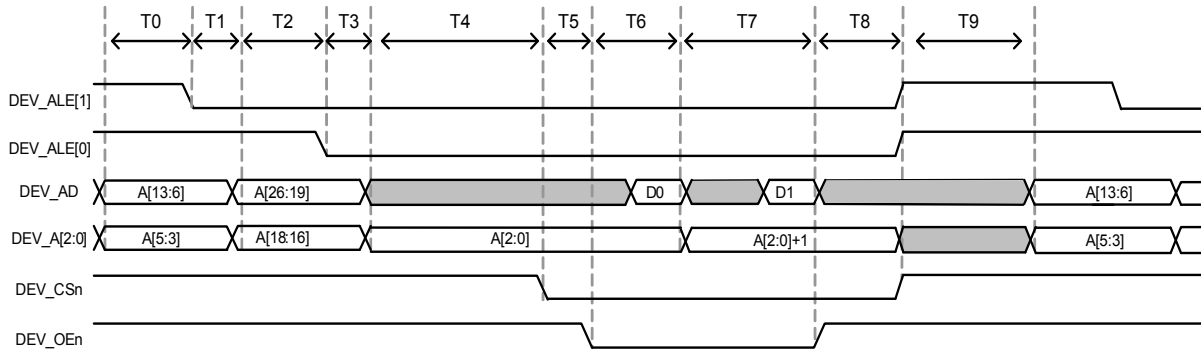 T0 T1 T2 T3 T4 T5 T6 T7 T8 T9
DEV_ALE[1]
DEV_ALE[0]
DEV_AD A[13:6] A[26:19] D0 D1 A[13:6]
DEV_A[2:0] A[5:3] A[18:16] A[2:0] A[2:0]+1 A[5:3]
DEV_CSn
DEV_OEn